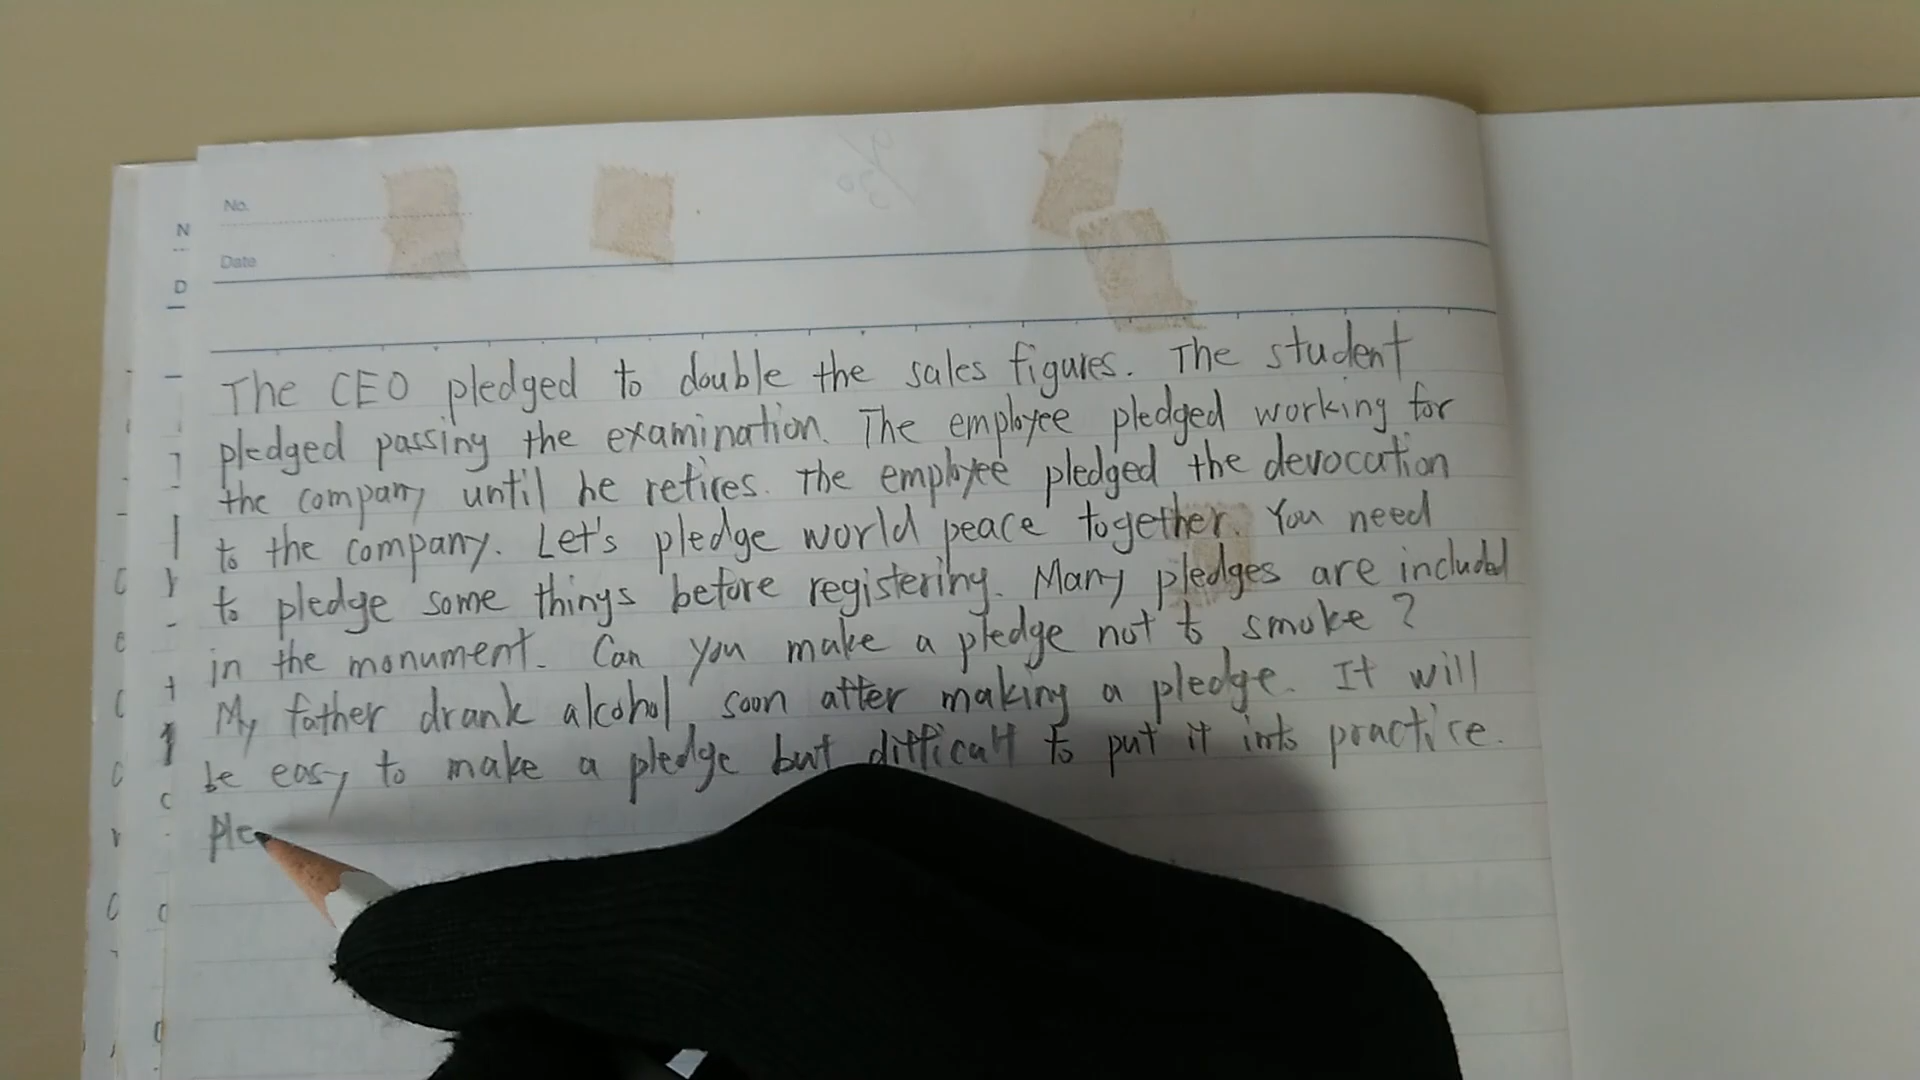 No.
Date
N
D
The CEO pledged to double the sales figures. The student
pledged passing the examination. The employee pledged working for
the company until he retires. The employee pledged the devocation
to the company. Let's pledge world peace together. You need
to pledge some things before registering. Many pledges are included
in the monument. Can you make a pledge not to smoke?
My father drank alcohol soon after making a pledge. It will
be easy to make a pledge but difficult to put it into practice.
Ple